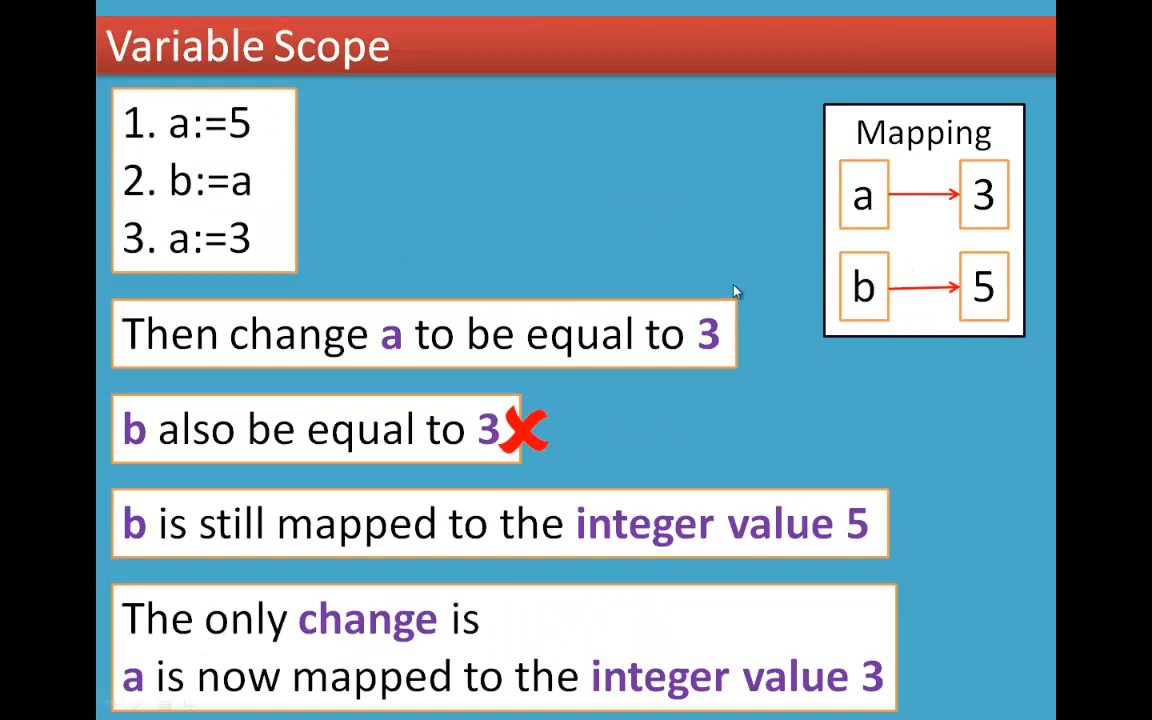 Variable Scope
1. a:=5
2. b:=a
3. a:=3
Mapping
a 3
b 5
Then change a to be equal to 3
b also be equal to 3
b is still mapped to the integer value 5
The only change is
a is now mapped to the integer value 3